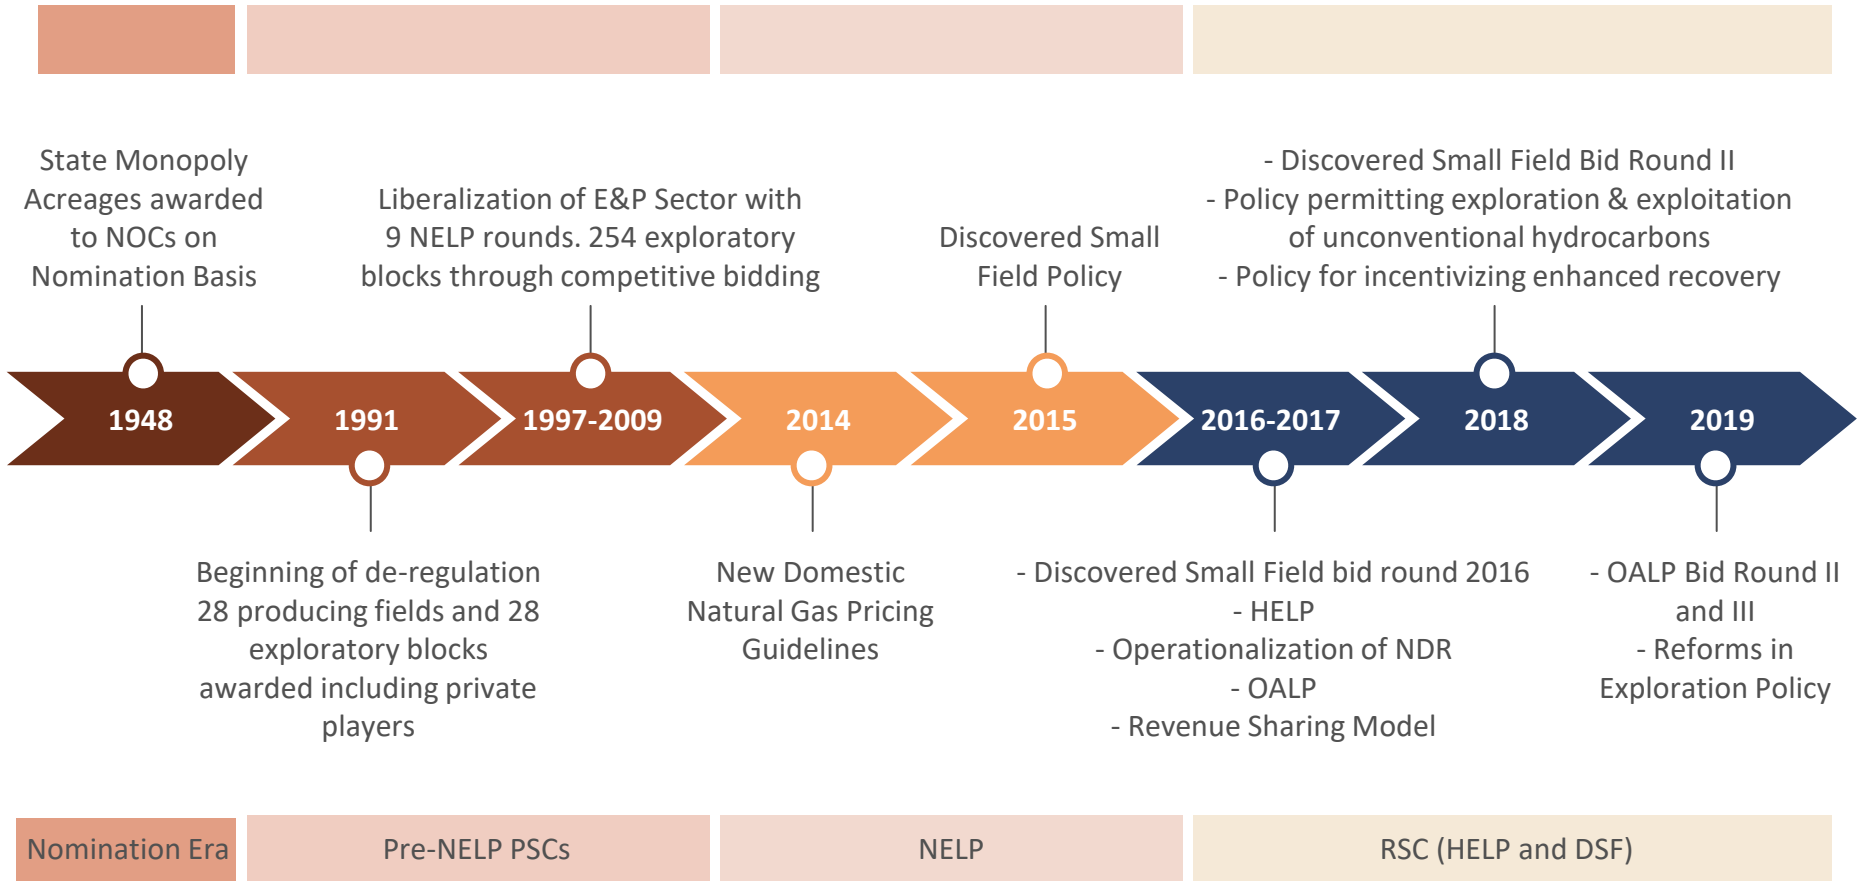 State Monopoly
Acreages awarded
to NOCs on
Nomination Basis
Liberalization of E&P Sector with
9 NELP rounds. 254 exploratory
blocks through competitive bidding
Discovered Small
Field Policy
- Discovered Small Field Bid Round II
- Policy permitting exploration & exploitation
of unconventional hydrocarbons
- Policy for incentivizing enhanced recovery
1948
1991
1997-2009
2014
2015
2016-2017
2018
2019
Beginning of de-regulation
28 producing fields and 28
exploratory blocks
awarded including private
players
New Domestic
Natural Gas Pricing
Guidelines
- Discovered Small Field bid round 2016
- HELP
- Operationalization of NDR
- OALP
- Revenue Sharing Model
- OALP Bid Round II
and III
- Reforms in
Exploration Policy
Nomination Era
Pre-NELP PSCs
NELP
RSC (HELP and DSF)